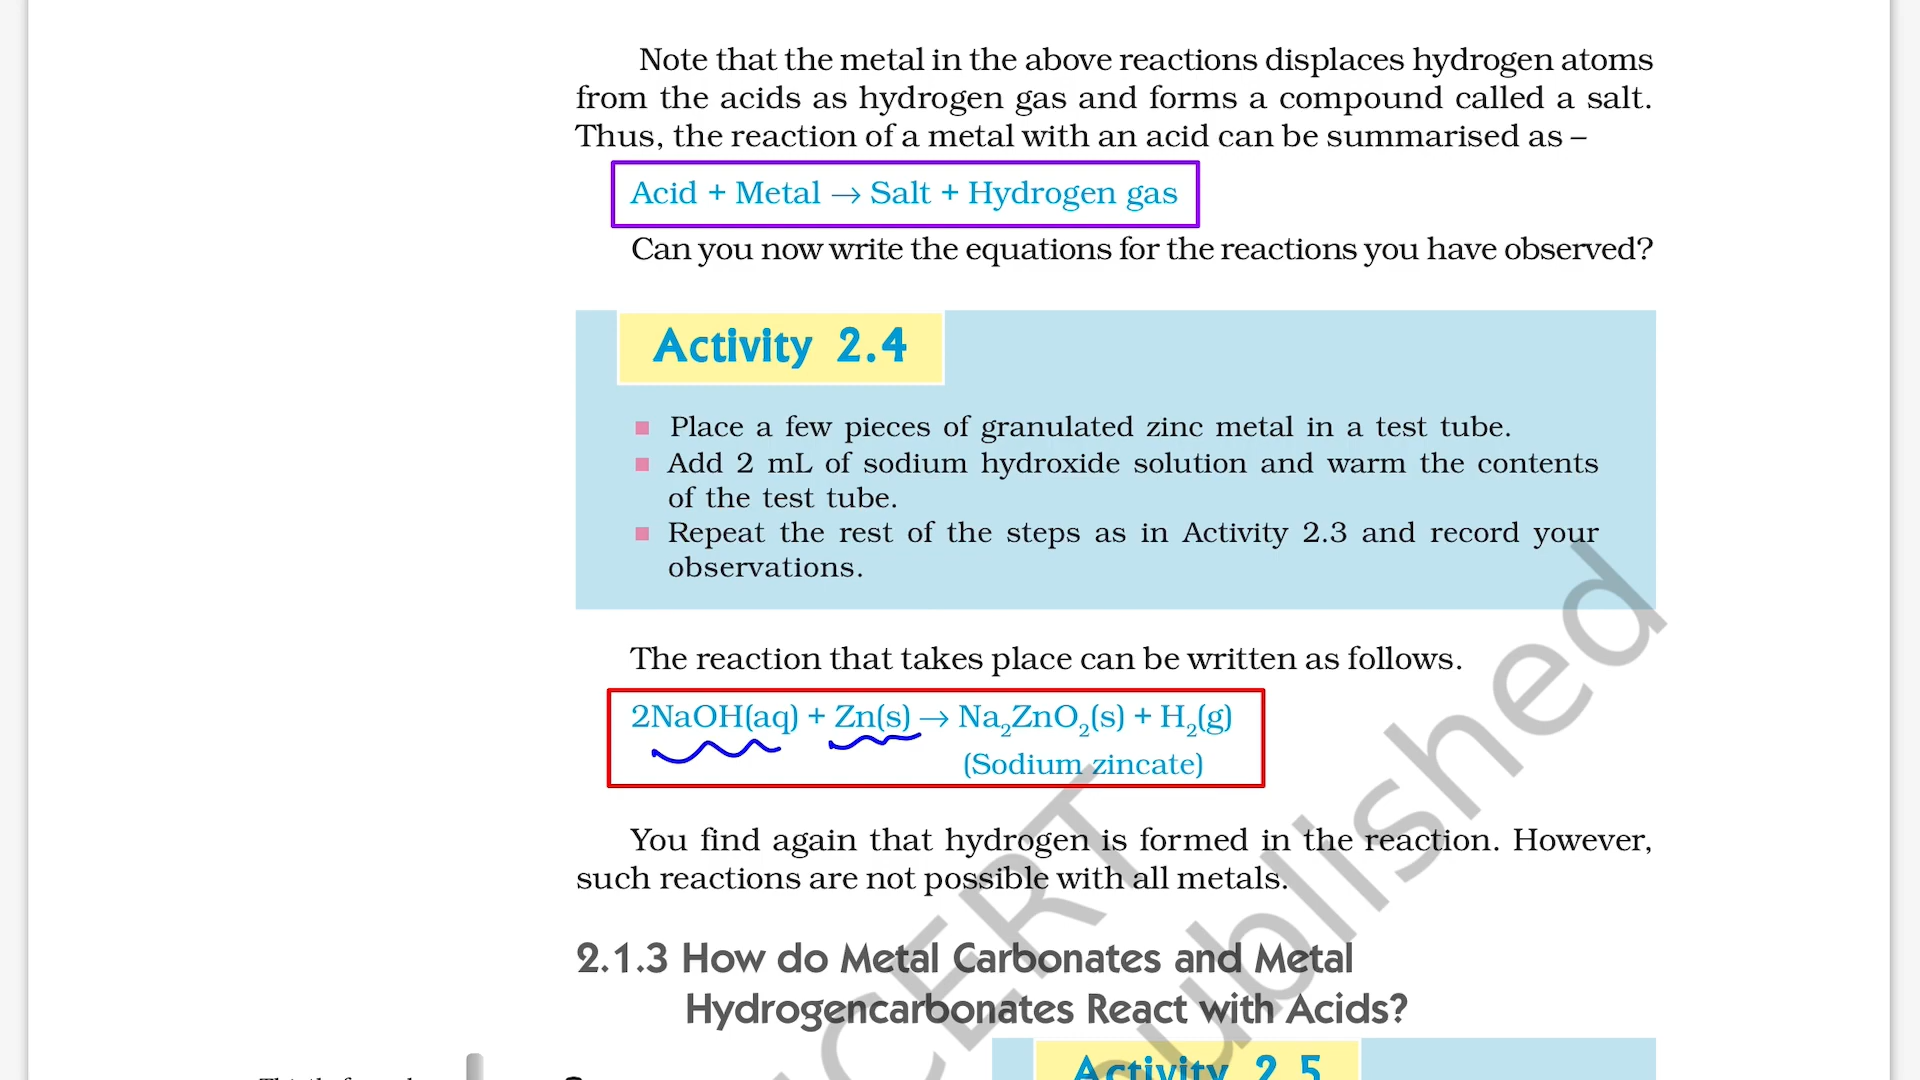 Note that the metal in the above reactions displaces hydrogen atoms
from the acids as hydrogen gas and forms a compound called a salt.
Thus, the reaction of a metal with an acid can be summarised as –
Acid + Metal → Salt + Hydrogen gas
Can you now write the equations for the reactions you have observed?
Activity 2.4
Place a few pieces of granulated zinc metal in a test tube.
Add 2 mL of sodium hydroxide solution and warm the contents
of the test tube.
Repeat the rest of the steps as in Activity 2.3 and record your
observations.
The reaction that takes place can be written as follows.
2NaOH(aq) + Zn(s) → Na₂ZnO₂(s) + H₂(g)
(Sodium zincate)
You find again that hydrogen is formed in the reaction. However,
such reactions are not possible with all metals.
2.1.3 How do Metal Carbonates and Metal
Hydrogencarbonates React with Acids?
Activity 2.5